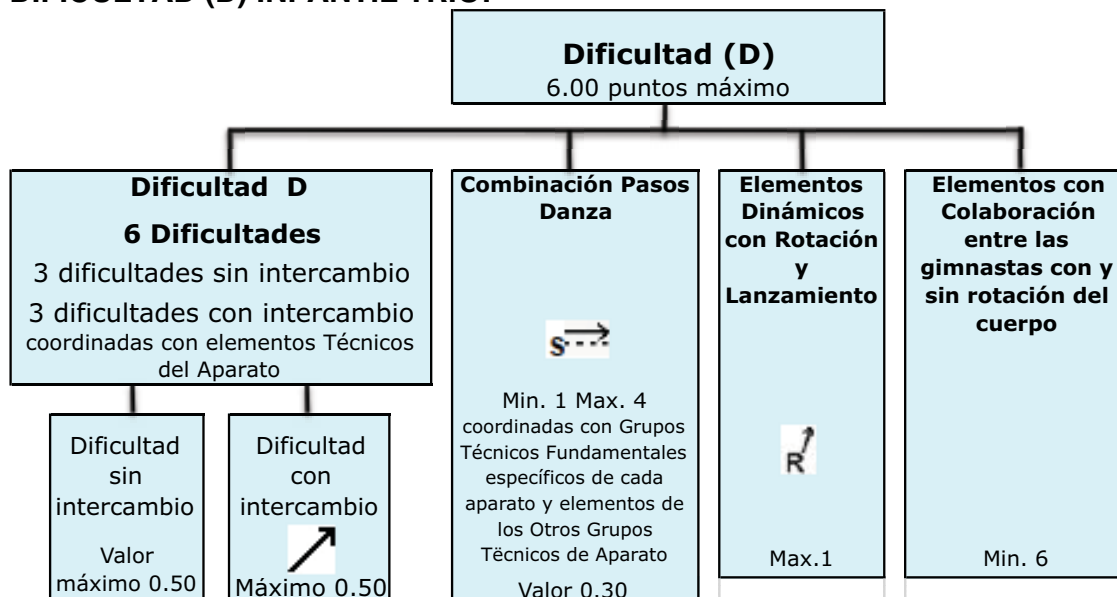 DIFICULTAD (D) INFANTIL TRIO:
Dificultad (D)
6.00 puntos máximo
Dificultad D
6 Dificultades
3 dificultades sin intercambio
3 dificultades con intercambio
coordinadas con elementos Técnicos
del Aparato
Dificultad
sin
intercambio
Valor
máximo 0.50
Dificultad
con
intercambio
Máximo 0.50
Combinación Pasos
Danza
S
Min. 1 Max. 4
coordinadas con Grupos
Técnicos Fundamentales
específicos de cada
aparato y elementos de
los Otros Grupos
Tëcnicos de Aparato
Valor 0.30
Elementos
Dinámicos
con Rotación
y
Lanzamiento
R
Max.1
Elementos con
Colaboración
entre las
gimnastas con y
sin rotación del
cuerpo
Min. 6